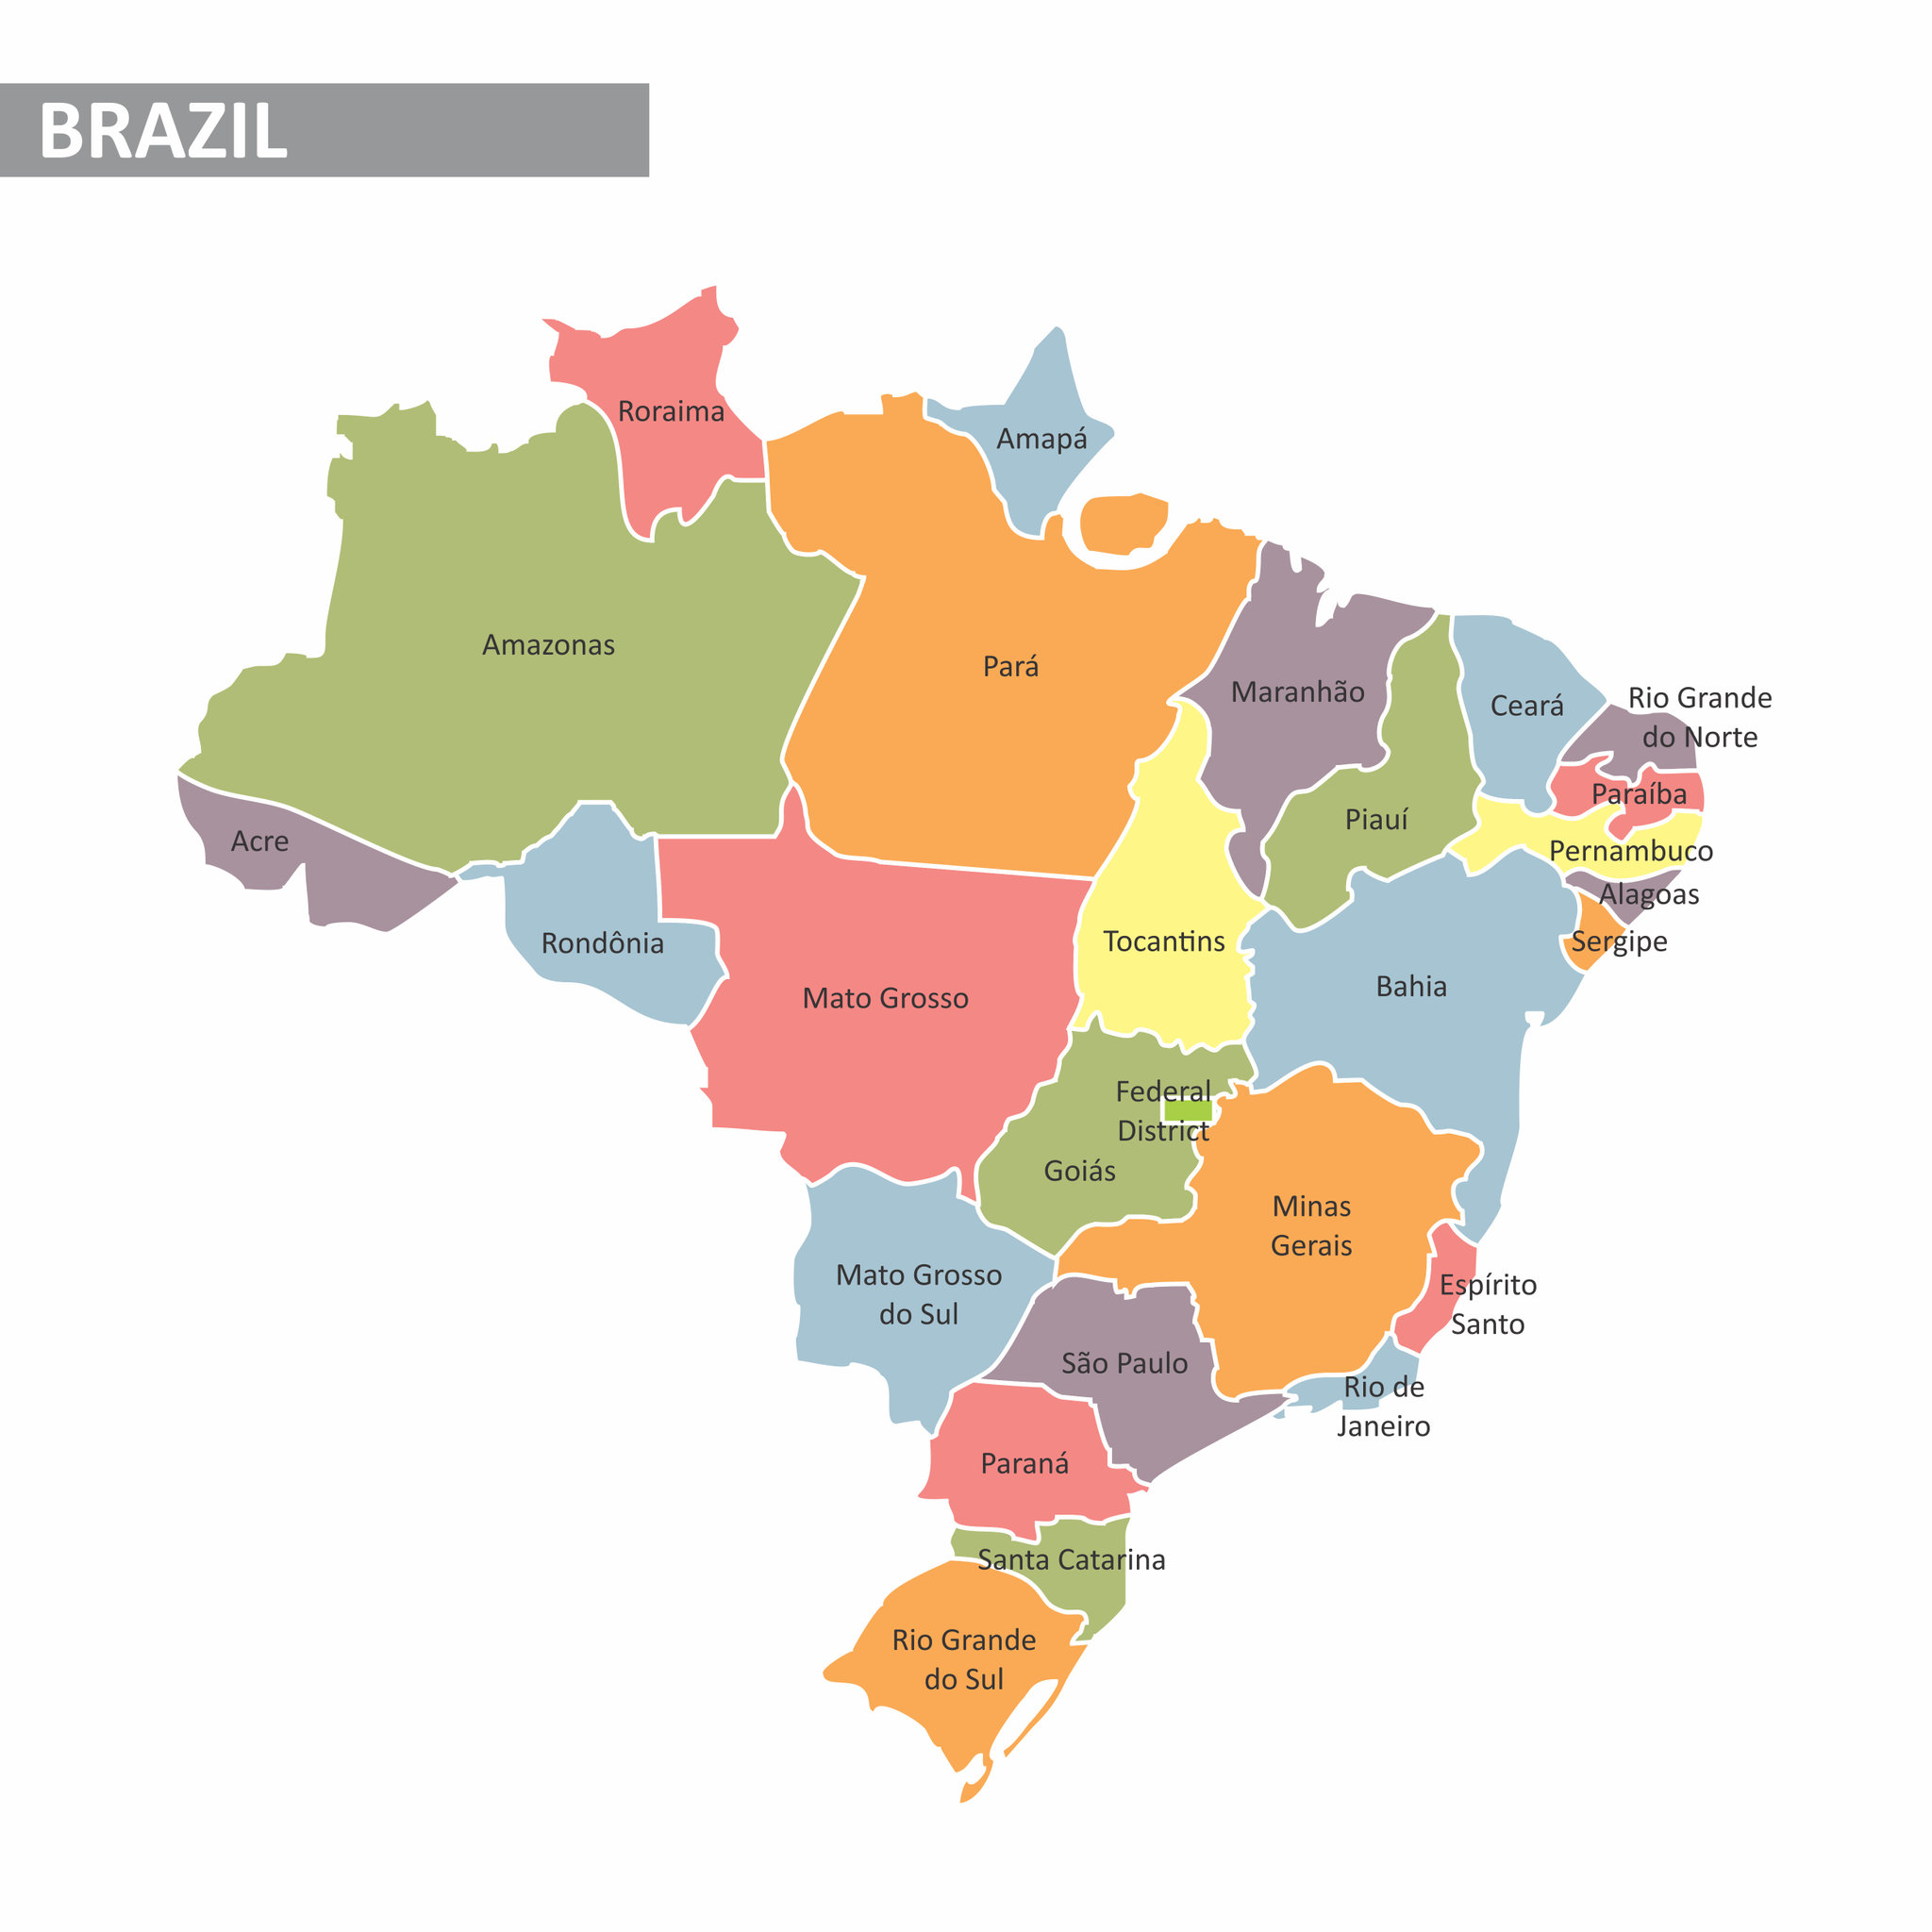 BRAZIL
Roraima
Amapá
Amazonas
Pará
Maranhão
Ceará
Rio Grande
do Norte
Paraíba
Piauí
Acre
Pernambuco
Alagoas
Rondônia
Tocantins
Sergipe
Mato Grosso
Bahia
Federal
District
Goiás
Minas
Gerais
Mato Grosso
do Sul
Espírito
Santo
São Paulo
Rio de
Janeiro
Paraná
Santa Catarina
Rio Grande
do Sul